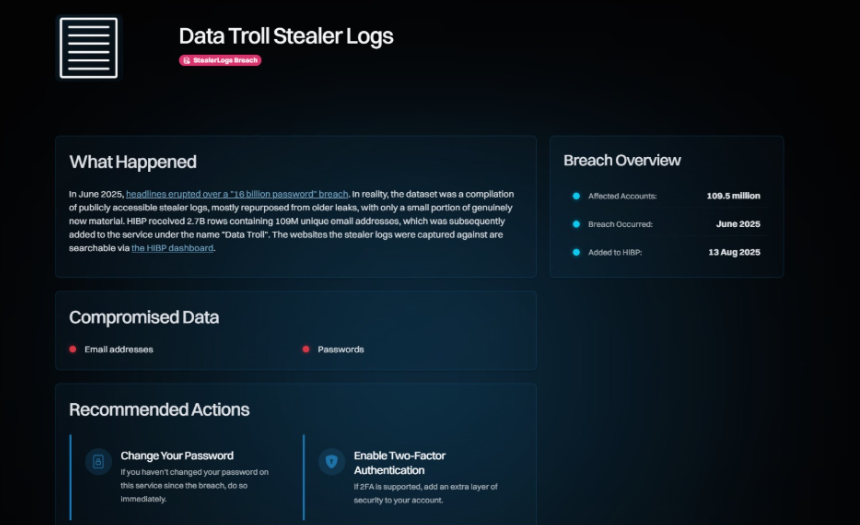 Data Troll Stealer Logs
StealerLogs Breach
What Happened
In June 2025, headlines erupted over a "16 billion password" breach. In reality, the dataset was a compilation
of publicly accessible stealer logs, mostly repurposed from older leaks, with only a small portion of genuinely
new material. HIBP received 2.7B rows containing 109M unique email addresses, which was subsequently
added to the service under the name "Data Troll". The websites the stealer logs were captured against are
searchable via the HIBP dashboard.
Breach Overview
Affected Accounts: 109.5 million
Breach Occurred: June 2025
Added to HIBP: 13 Aug 2025
Compromised Data
Email addresses
Passwords
Recommended Actions
Change Your Password
If you haven't changed your password on
this service since the breach, do so
immediately.
Enable Two-Factor
Authentication
If 2FA is supported, add an extra layer of
security to your account.